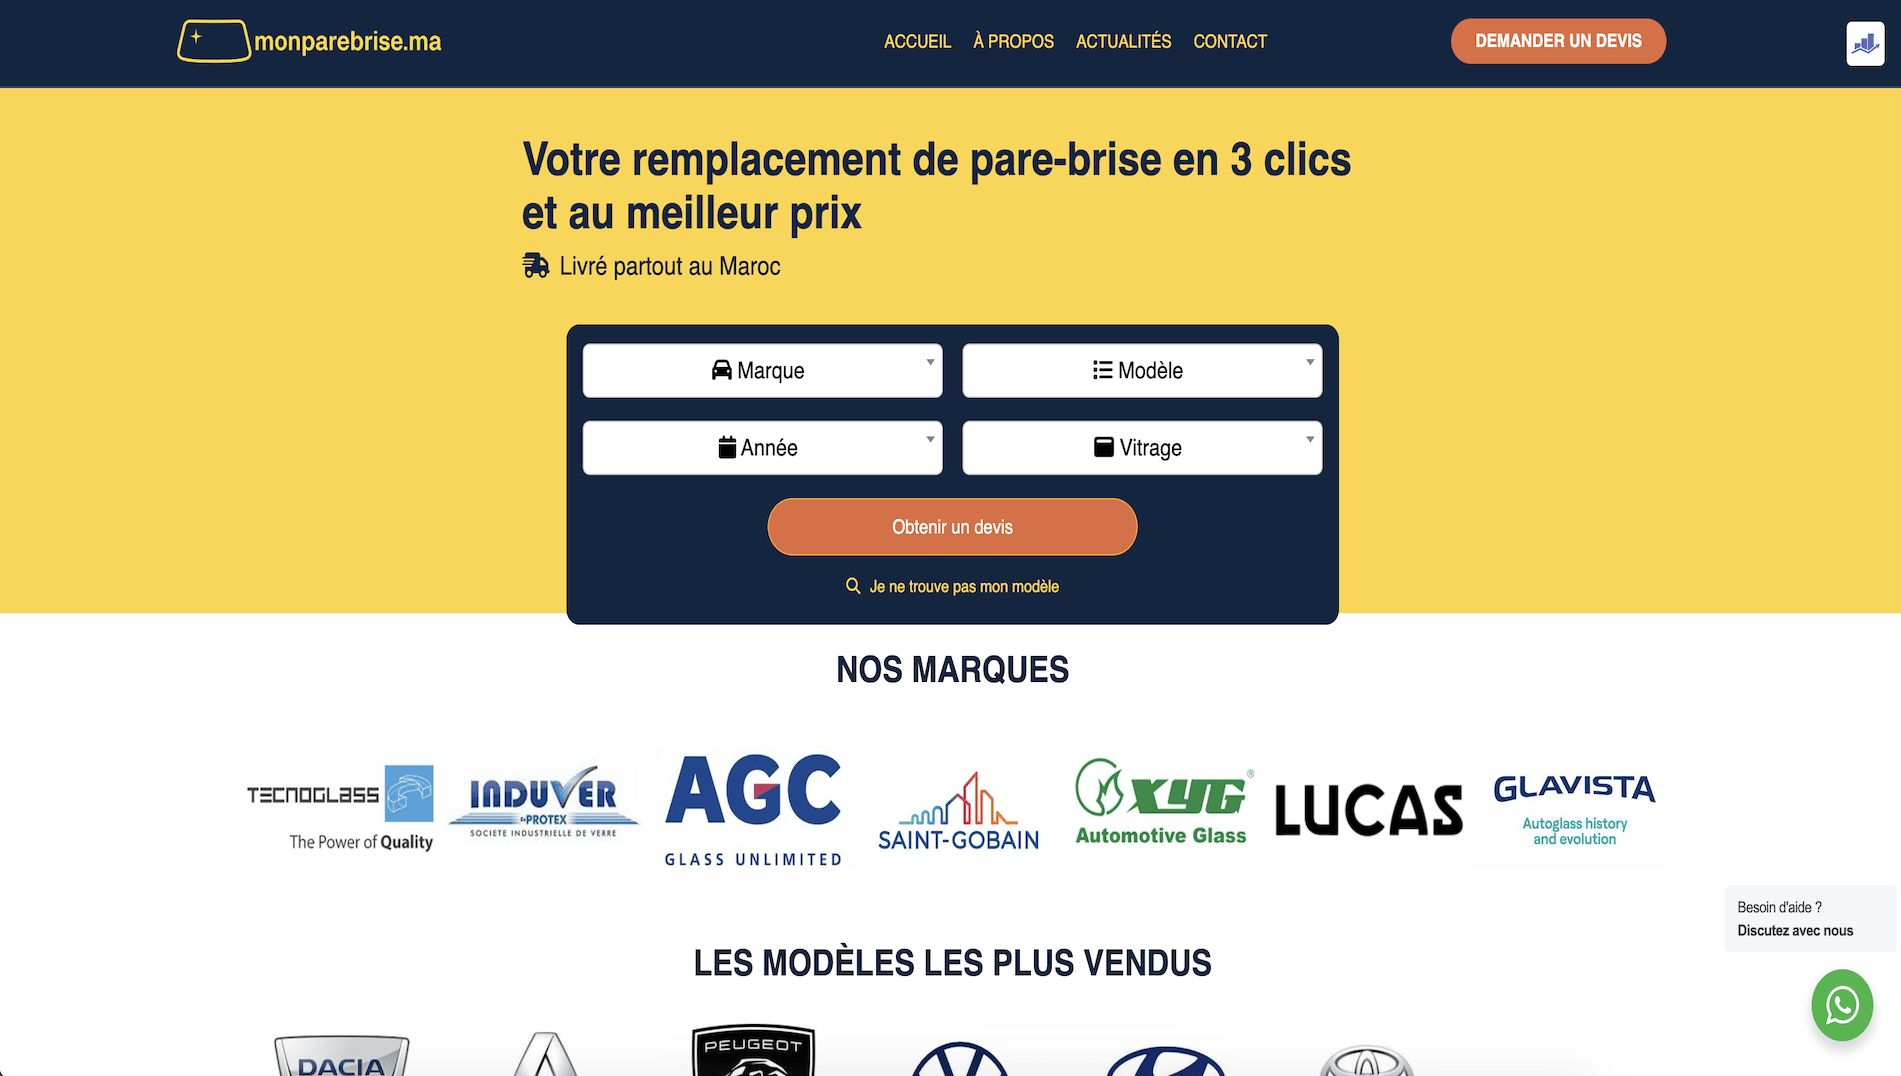 monparebrise.ma
ACCUEIL
À PROPOS
ACTUALITÉS
CONTACT
DEMANDER UN DEVIS
Votre remplacement de pare-brise en 3 clics
et au meilleur prix
Livré partout au Maroc
Marque
Modèle
Année
Vitrage
Obtenir un devis
Je ne trouve pas mon modèle
NOS MARQUES
TECNOGLASS
The Power of Quality
INDUVER
Ex PROTEX
SOCIETE INDUSTRIELLE DE VERRE
AGC
GLASS UNLIMITED
SAINT-GOBAIN
XYG®
Automotive Glass
LUCAS
GLAVISTA
Autoglass history
and evolution
Besoin d'aide ?
Discutez avec nous
LES MODÈLES LES PLUS VENDUS
DACIA
PEUGEOT